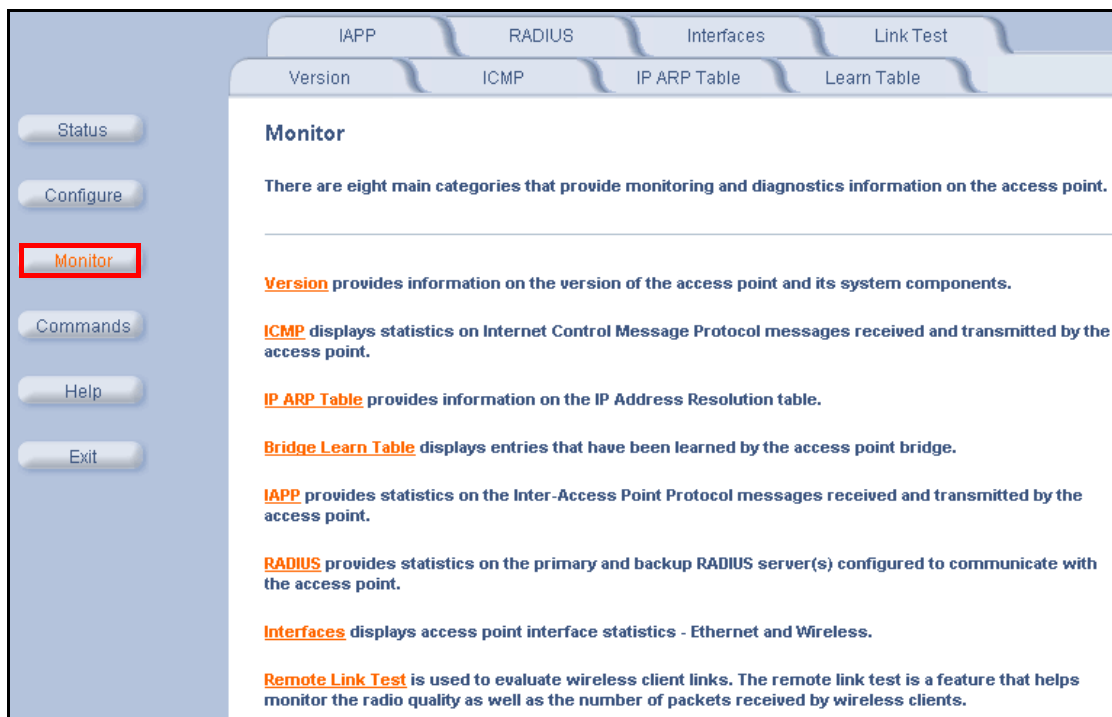 IAPP RADIUS Interfaces Link Test
Version ICMP IP ARP Table Learn Table
Status
Configure
Monitor
Commands
Help
Exit
Monitor
There are eight main categories that provide monitoring and diagnostics information on the access point.
Version provides information on the version of the access point and its system components.
ICMP displays statistics on Internet Control Message Protocol messages received and transmitted by the
access point.
IP ARP Table provides information on the IP Address Resolution table.
Bridge Learn Table displays entries that have been learned by the access point bridge.
IAPP provides statistics on the Inter-Access Point Protocol messages received and transmitted by the
access point.
RADIUS provides statistics on the primary and backup RADIUS server(s) configured to communicate with
the access point.
Interfaces displays access point interface statistics - Ethernet and Wireless.
Remote Link Test is used to evaluate wireless client links. The remote link test is a feature that helps
monitor the radio quality as well as the number of packets received by wireless clients.